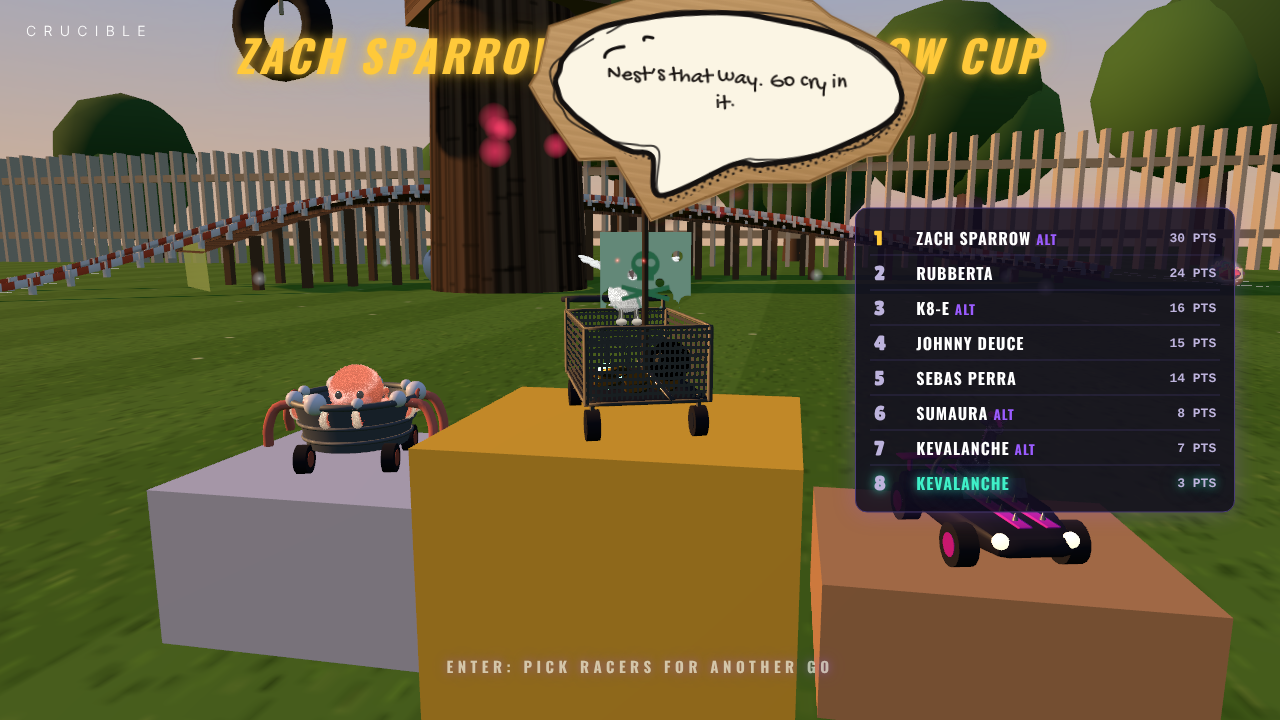 CRUCIBLE
ZACH SPARROW
OW CUP
Nest's that way. Go cry in
it.
1 ZACH SPARROW ALT 30 PTS
2 RUBBERTA 24 PTS
3 K8-E ALT 16 PTS
4 JOHNNY DEUCE 15 PTS
5 SEBAS PERRA 14 PTS
6 SUMAURA ALT 8 PTS
7 KEVALANCHE ALT 7 PTS
8 KEVALANCHE 3 PTS
ENTER: PICK RACERS FOR ANOTHER GO